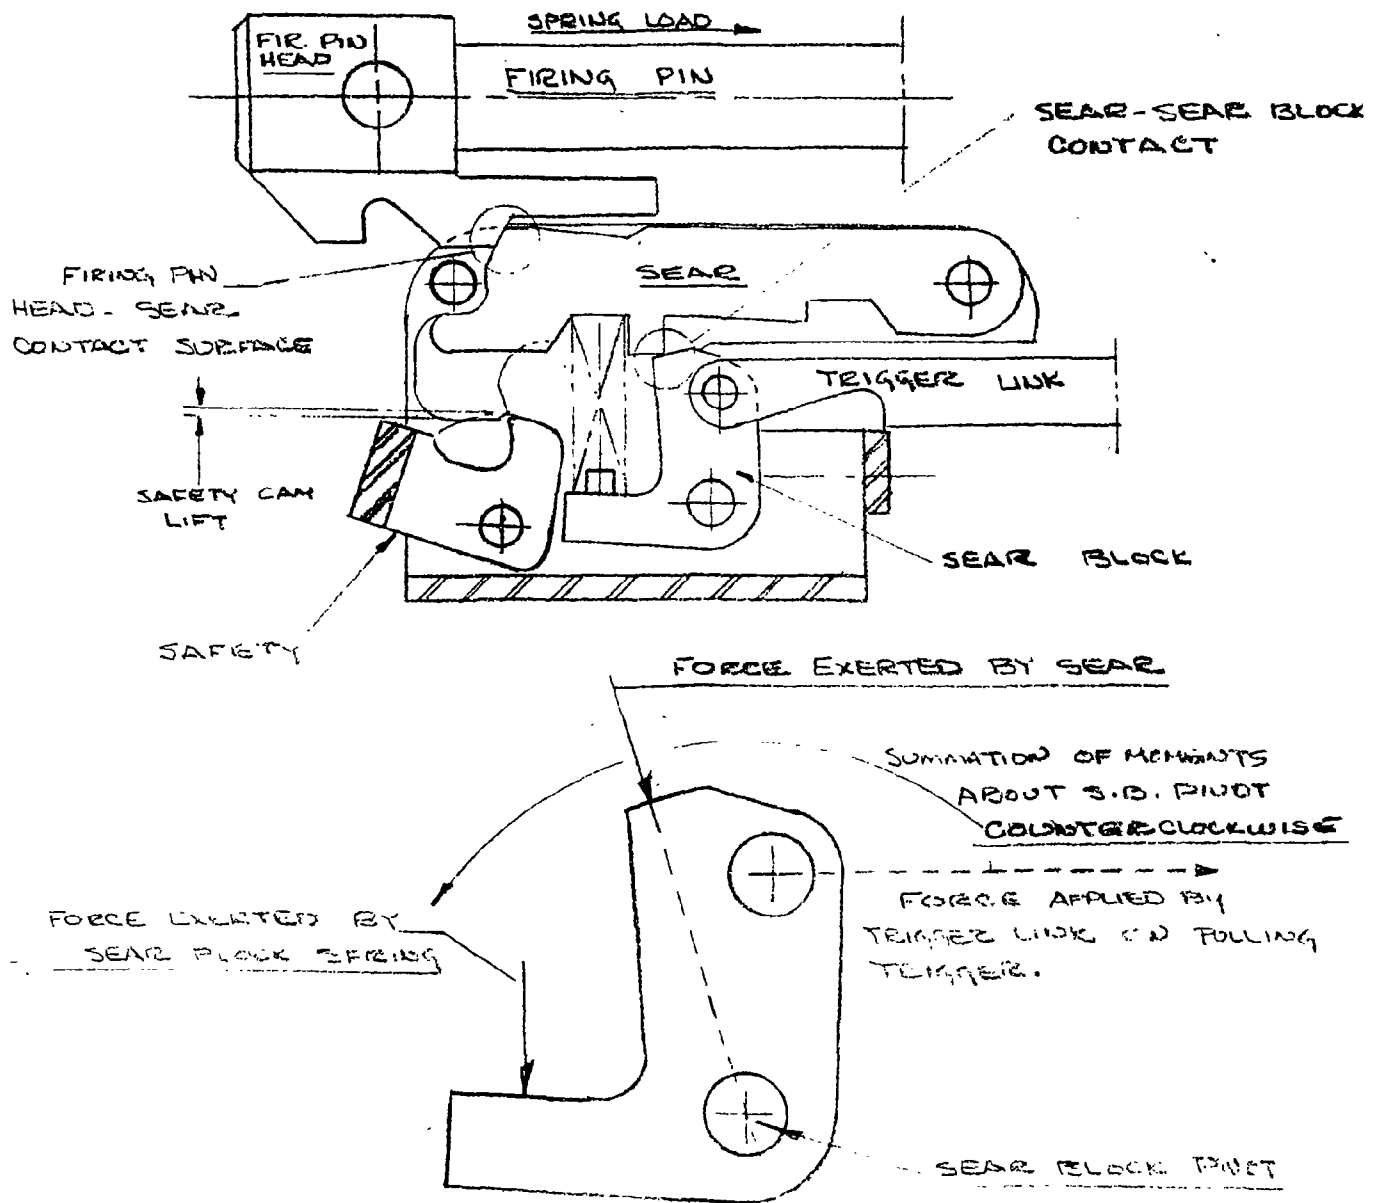 SPRING LOAD
FIR. PIN
HEAD
FIRING PIN
SEAR-SEAR BLOCK
CONTACT
FIRING PIN
HEAD - SEAR
CONTACT SURFACE
SEAR
TRIGGER LINK
SAFETY CAM
LIFT
SEAR BLOCK
SAFETY
FORCE EXERTED BY SEAR
SUMMATION OF MOMENTS
ABOUT S.B. PIVOT
COUNTERCLOCKWISE
FORCE EXERTED BY
SEAR BLOCK SPRING
FORCE APPLIED BY
TRIGGER LINK ON PULLING
TRIGGER.
SEAR BLOCK PIVOT